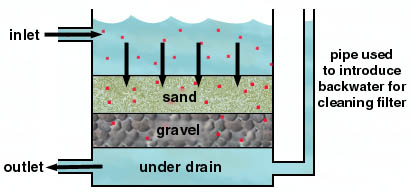 inlet
sand
gravel
outlet
under drain
pipe used
to introduce
backwater for
cleaning filter